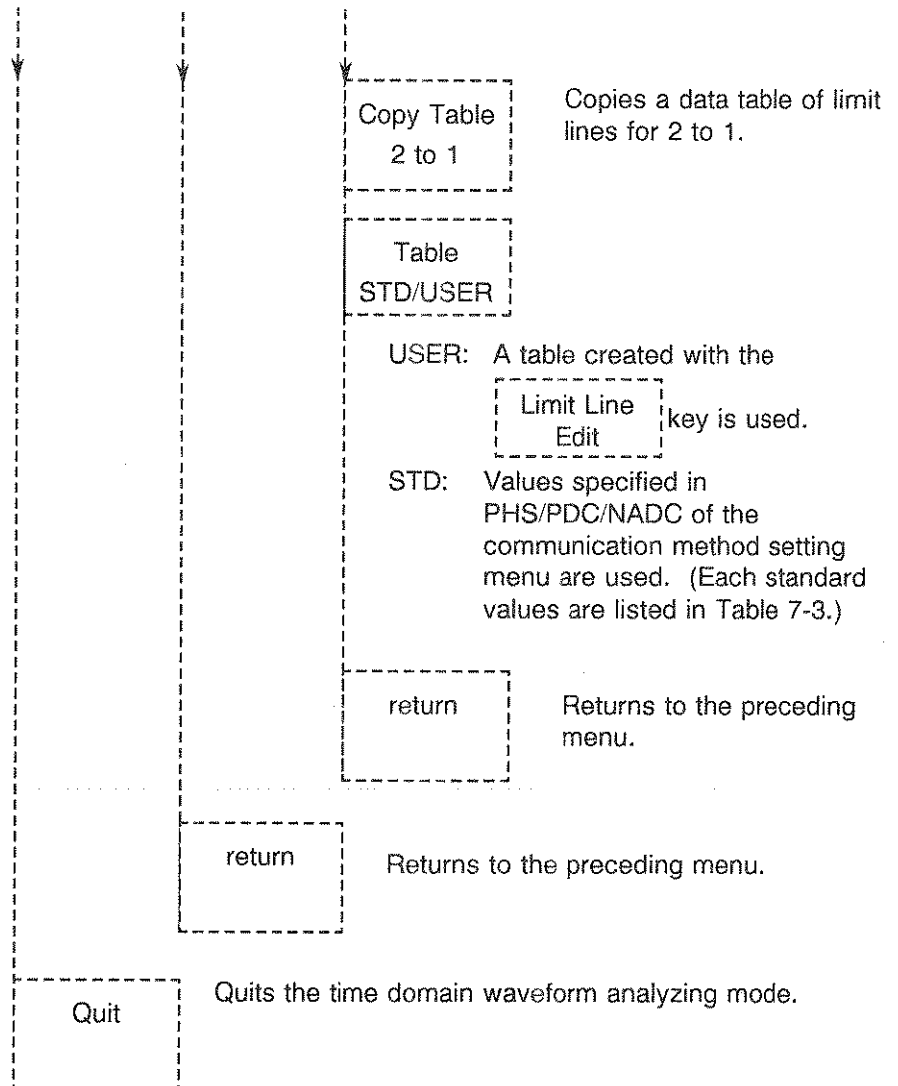 Copy Table
2 to 1
Copies a data table of limit
lines for 2 to 1.
Table
STD/USER
USER: A table created with the
Limit Line
Edit
key is used.
STD: Values specified in
PHS/PDC/NADC of the
communication method setting
menu are used. (Each standard
values are listed in Table 7-3.)
return
Returns to the preceding
menu.
return
Returns to the preceding menu.
Quit
Quits the time domain waveform analyzing mode.